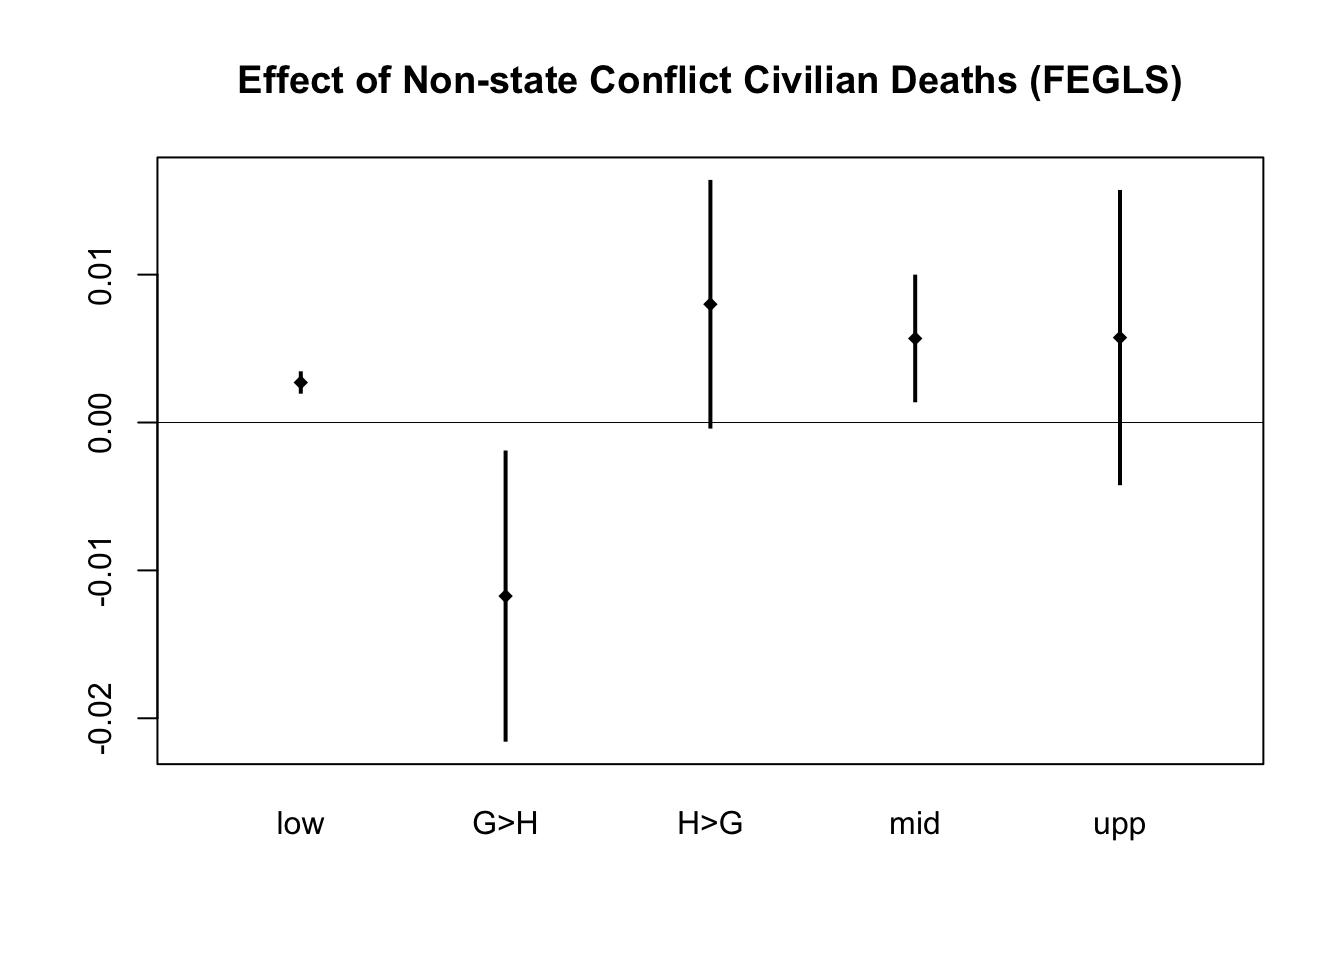 Effect of Non-state Conflict Civilian Deaths (FEGLS)
0.01
0.00
-0.01
-0.02
low G>H H>G mid upp